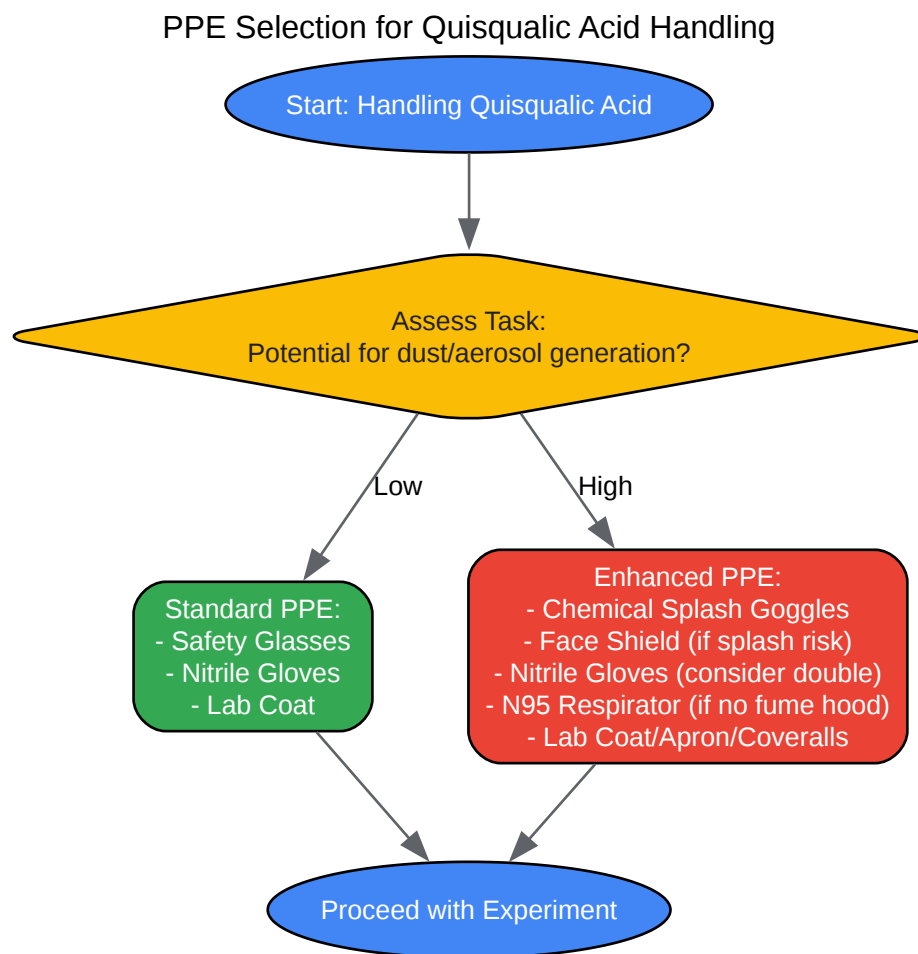 PPE Selection for Quisqualic Acid Handling
Start: Handling Quisqualic Acid
Assess Task:
Potential for dust/aerosol generation?
Low
High
Standard PPE:
- Safety Glasses
- Nitrile Gloves
- Lab Coat
Enhanced PPE:
- Chemical Splash Goggles
- Face Shield (if splash risk)
- Nitrile Gloves (consider double)
- N95 Respirator (if no fume hood)
- Lab Coat/Apron/Coveralls
Proceed with Experiment